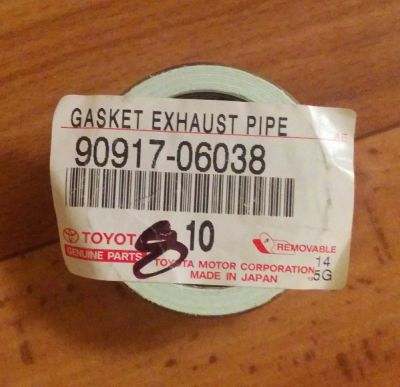 GASKET EXHAUST PIPE
90917-06038
TOYOTA 10
REMOVABLE
GENUINE PARTS
TOYOTA MOTOR CORPORATION 14
MADE IN JAPAN 5G